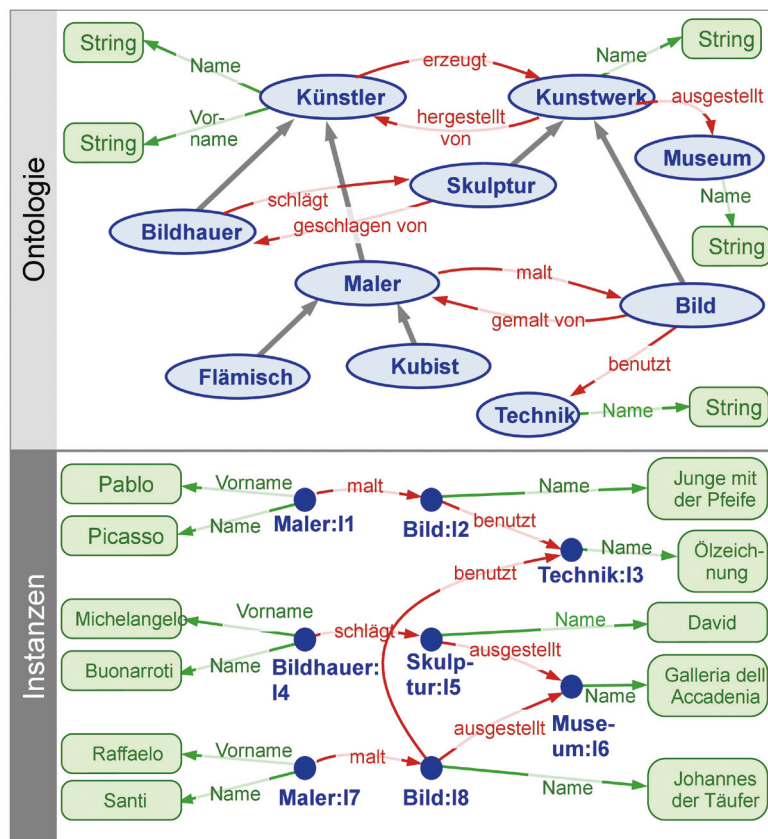 Ontologie
String
Name
String
Vor-
name
Künstler
erzeugt
hergestellt
von
Kunstwerk
Name
String
ausgestellt
Museum
Name
String
Skulptur
schlägt
geschlagen von
Bildhauer
Maler
malt
gemalt von
Bild
Flämisch
Kubist
benutzt
Technik
Name
String
Instanzen
Pablo
Vorname
Picasso
Name
Maler:I1
malt
Bild:I2
Name
Junge mit
der Pfeife
benutzt
benutzt
Technik:I3
Name
Ölzeich-
nung
Michelangelo
Vorname
Buonarroti
Name
Bildhauer:
I4
schlägt
Skulp-
tur:I5
Name
David
ausgestellt
ausgestellt
Muse-
um:I6
Name
Galleria dell
Accadenia
Raffaelo
Vorname
Santi
Name
Maler:I7
malt
Bild:I8
Name
Johannes
der Täufer